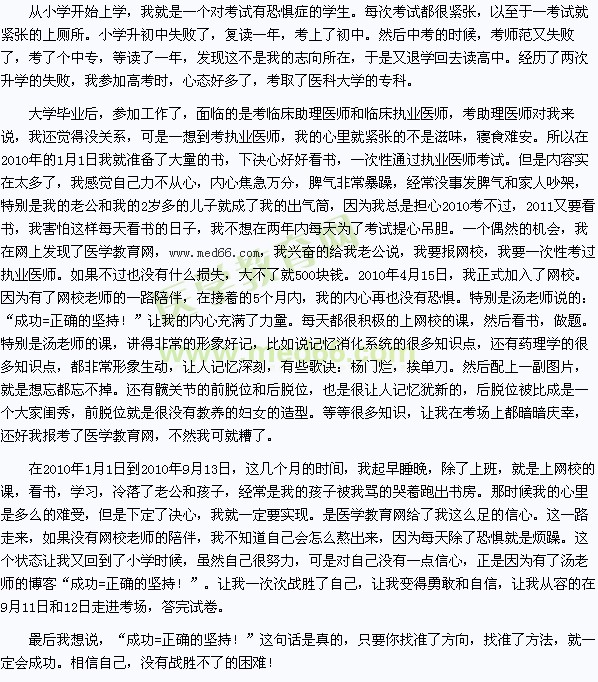 从小学开始上学，我就是一个对考试有恐惧症的学生。每次考试都很紧张，以至于一考试就
紧张的上厕所。小学升初中失败了，复读一年，考上了初中。然后中考的时候，考师范又失败
了，考了个中专，等读了一年，发现这不是我的志向所在，于是又退学回去读高中。经历了两次
升学的失败，我参加高考时，心态好多了，考取了医科大学的专科。
大学毕业后，参加工作了，面临的是考临床助理医师和临床执业医师，考助理医师对我来
说，我还觉得没关系，可是一想到考执业医师，我的心里就紧张的不是滋味，寝食难安。所以在
2010年的1月1日我就准备了大量的书，下决心好好看书，一次性通过执业医师考试。但是内容实
在太多了，我感觉自己力不从心，内心焦急万分，脾气非常暴躁，经常没事发脾气和家人吵架，
特别是我的老公和我的2岁多的儿子就成了我的出气筒，因为我总是担心2010考不过，2011又要看
书，我害怕这样每天看书的日子，我不想在两年内每天为了考试提心吊胆。一个偶然的机会，我
在网上发现了医学教育网，www.med66.com，我兴奋的给我老公说，我要报网校，我要一次性考过
执业医师。如果不过也没有什么损失，大不了就500块钱。2010年4月15日，我正式加入了网校。
因为有了网校老师的一路陪伴，在接着的5个月内，我的内心再也没有恐惧。特别是汤老师说的：
“成功=正确的坚持！”让我的内心充满了力量。每天都很积极的上网校的课，然后看书，做题。
特别是汤老师的课，讲得非常的形象好记，比如说记忆消化系统的很多知识点，还有药理学的很
多知识点，都非常形象生动，让人记忆深刻，有些歌诀：杨门烂，挨单刀。然后配上一副图片，
就是想忘都忘不掉。还有髋关节的前脱位和后脱位，也是很让人记忆犹新的，后脱位被比成是一
个大家闺秀，前脱位就是很没有教养的妇女的造型。等等很多知识，让我在考场上都暗暗庆幸，
还好我报考了医学教育网，不然我可就糟了。
在2010年1月1日到2010年9月13日，这几个月的时间，我起早睡晚，除了上班，就是上网校的
课，看书，学习，冷落了老公和孩子，经常是我的孩子被我骂的哭着跑出书房。那时候我的心里
是多么的难受，但是下定了决心，我就一定要实现。是医学教育网给了我这么足的信心。这一路
走来，如果没有网校老师的陪伴，我不知道自己会怎么熬出来，因为每天除了恐惧就是烦躁。这
个状态让我又回到了小学时候，虽然自己很努力，可是对自己没有一点信心，正是因为有了汤老
师的博客“成功=正确的坚持！”。让我一次次战胜了自己，让我变得勇敢和自信，让我从容的在
9月11日和12日走进考场，答完试卷。
最后我想说，“成功=正确的坚持！”这句话是真的，只要你找准了方向，找准了方法，就一
定会成功。相信自己，没有战胜不了的困难！
医学教育网
www.med66.com